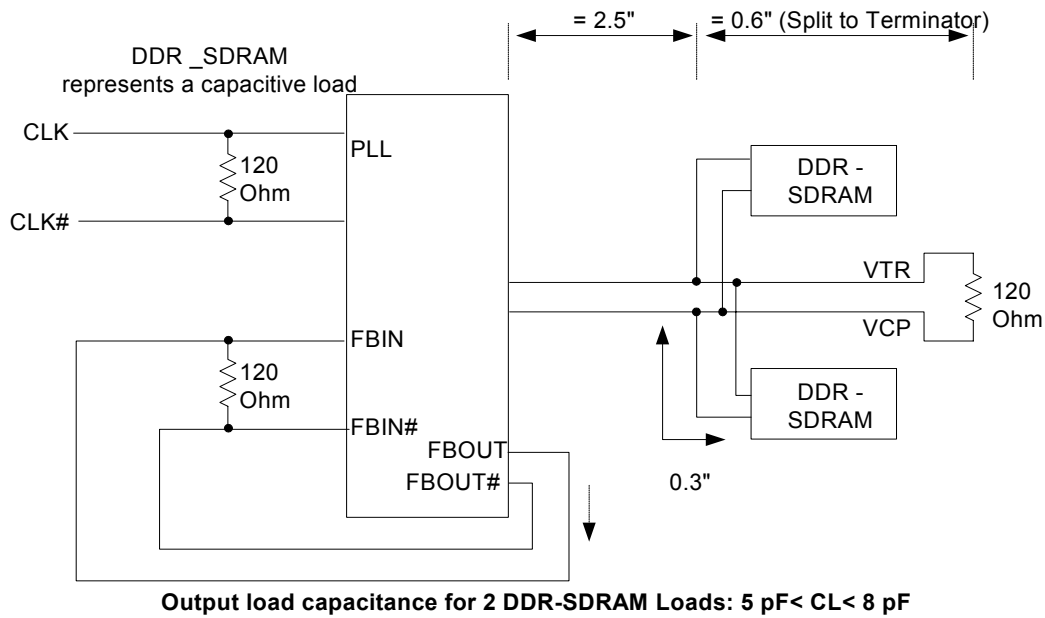 = 2.5"
= 0.6" (Split to Terminator)
DDR _SDRAM
represents a capacitive load
CLK
PLL
120
Ohm
CLK#
DDR -
SDRAM
VTR
120
Ohm
VCP
FBIN
120
Ohm
FBIN#
DDR -
SDRAM
FBOUT
FBOUT#
0.3"
Output load capacitance for 2 DDR-SDRAM Loads: 5 pF< CL< 8 pF